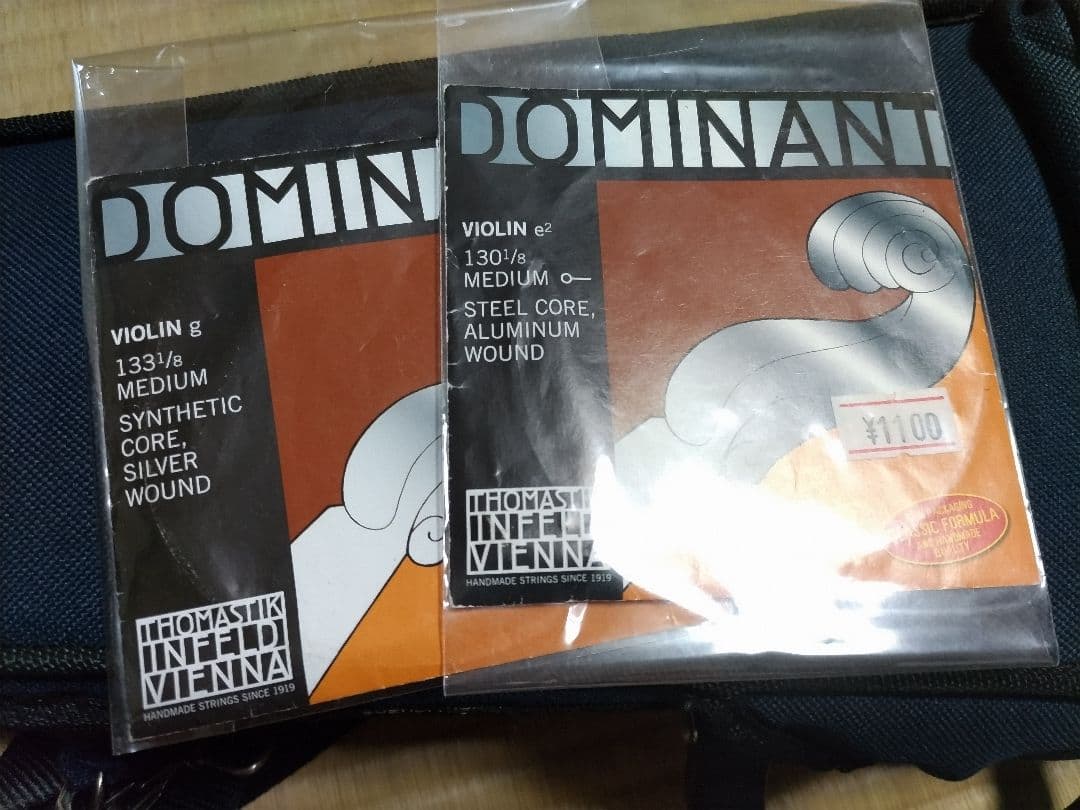 DOMIN
VIOLIN g
133 1/8
MEDIUM
SYNTHETIC
CORE,
SILVER
WOUND
THOMASTIK
INFELD
VIENNA
HANDMADE STRINGS SINCE 1919
DOMINANT
VIOLIN e²
130 1/8
MEDIUM
STEEL CORE,
ALUMINUM
WOUND
¥1100
THOMASTIK
INFELD
VIENNA
HANDMADE STRINGS SINCE 1919
FORMULA